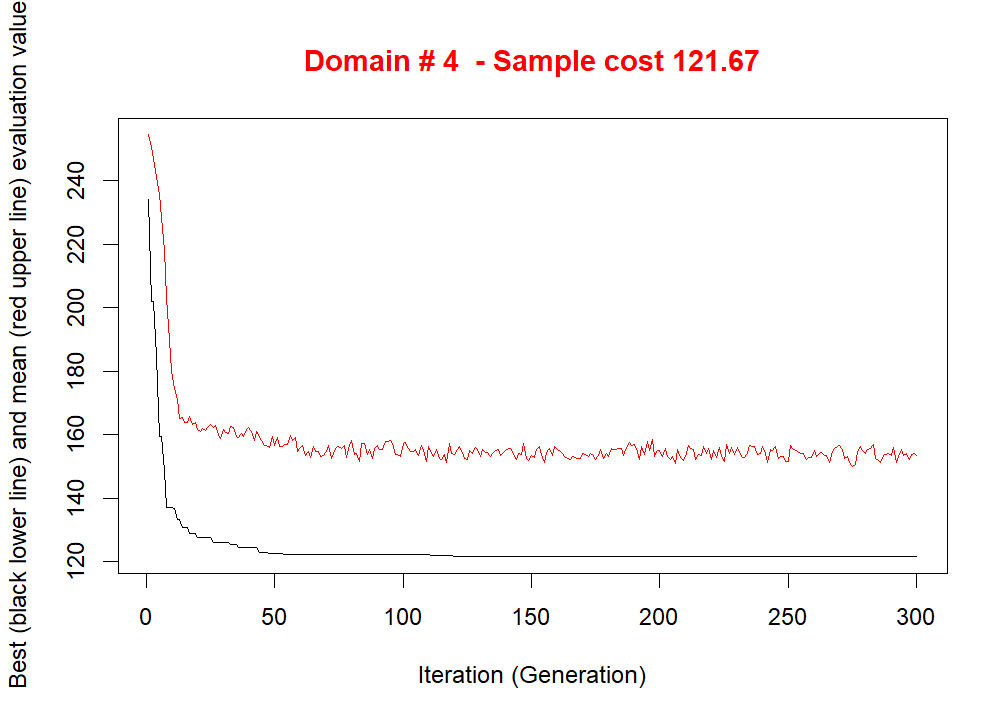 Domain # 4  - Sample cost 121.67
Best (black lower line) and mean (red upper line) evaluation value
240
220
200
180
160
140
120
0 50 100 150 200 250 300
Iteration (Generation)